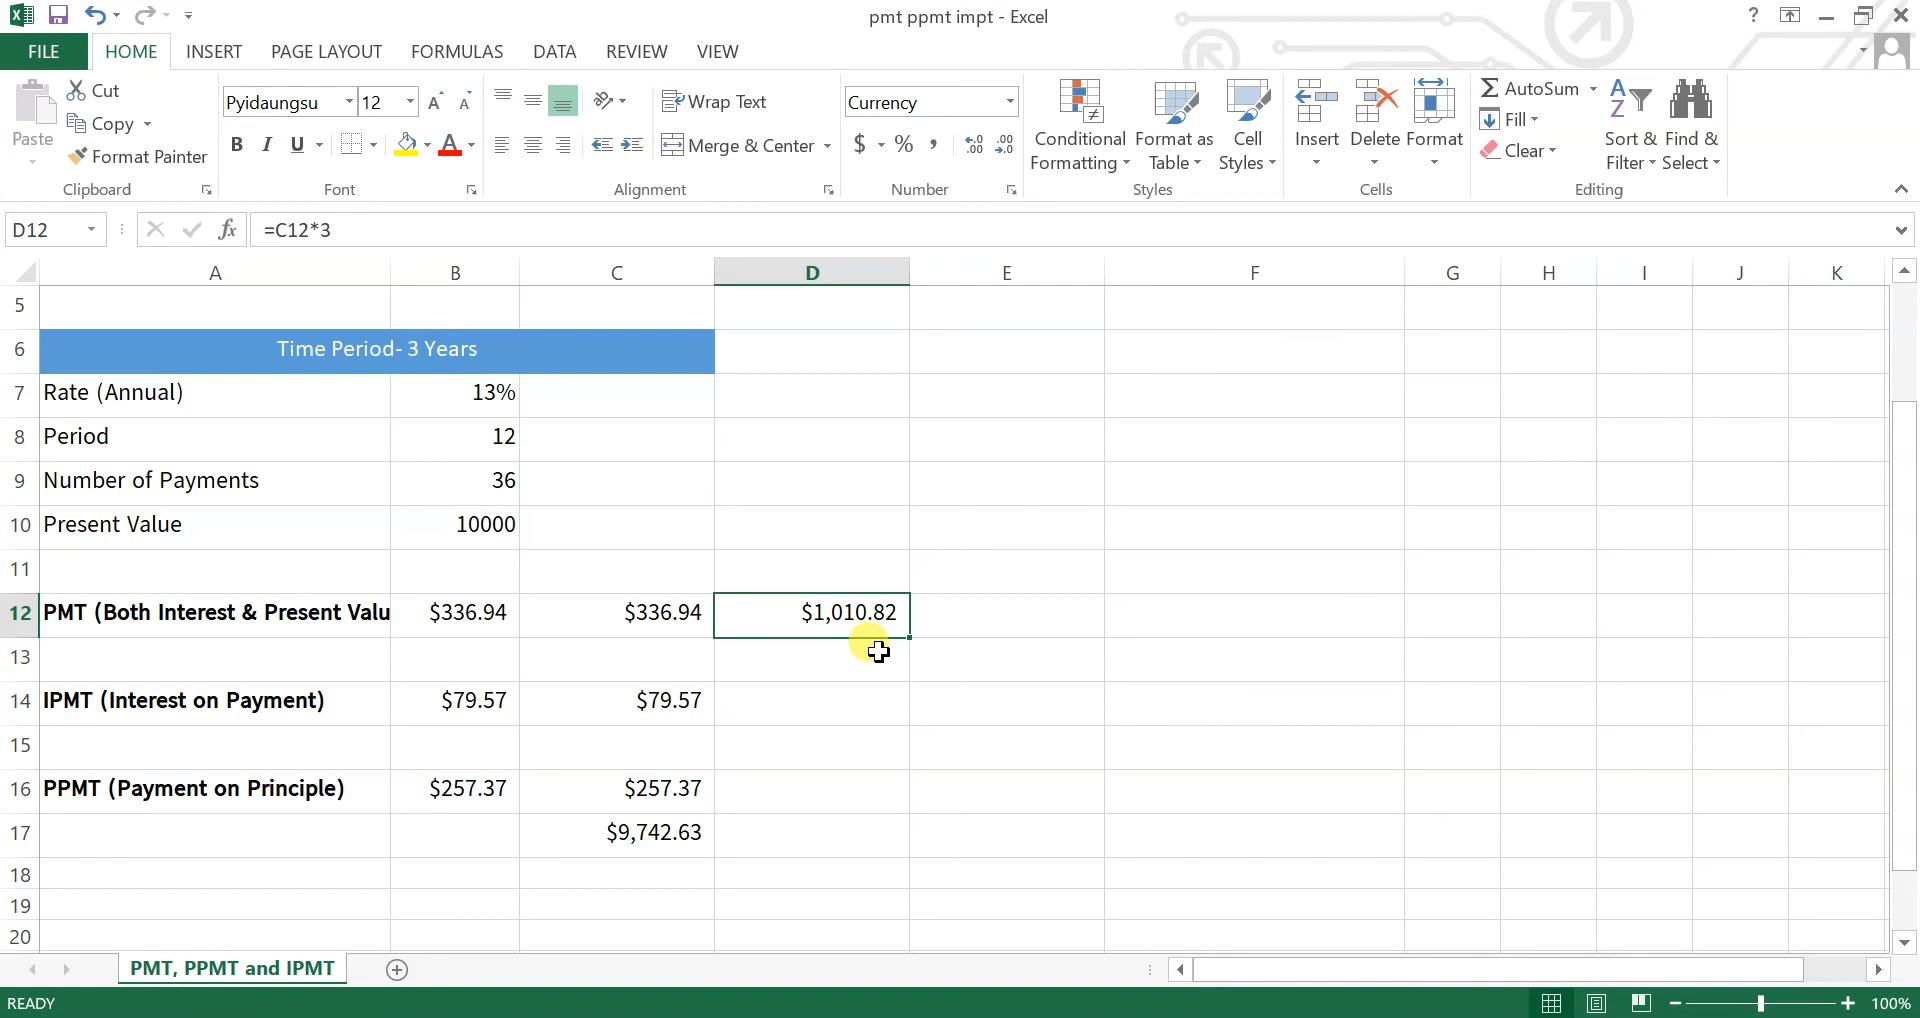 pmt ppmt impt - Excel
?
FILE HOME INSERT PAGE LAYOUT FORMULAS DATA REVIEW VIEW
Paste
Cut
Copy
Format Painter
Clipboard
Pyidaungsu 12
B I U
Font
Wrap Text
Merge & Center
Alignment
Currency
$ % ,
Number
Conditional Formatting
Format as Table
Cell Styles
Styles
Insert
Delete
Format
Cells
AutoSum
Fill
Clear
Sort & Filter
Find & Select
Editing
D12 fx =C12*3
A B C D E F G H I J K
5
6 Time Period- 3 Years
7 Rate (Annual) 13%
8 Period 12
9 Number of Payments 36
10 Present Value 10000
11
12 PMT (Both Interest & Present Valu $336.94 $336.94 $1,010.82
13
14 IPMT (Interest on Payment) $79.57 $79.57
15
16 PPMT (Payment on Principle) $257.37 $257.37
17 $9,742.63
18
19
20
PMT, PPMT and IPMT
READY 100%